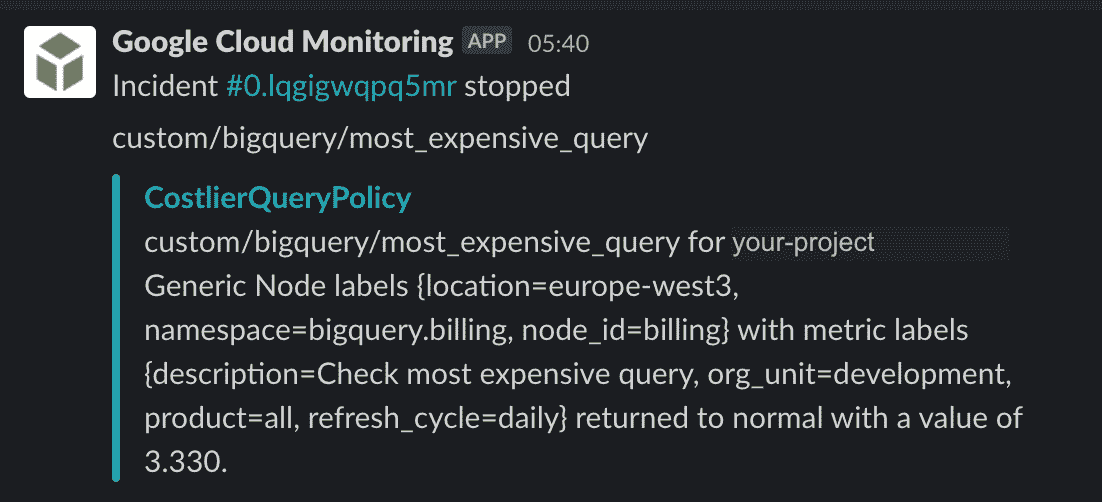 Google Cloud Monitoring APP 05:40
Incident #0.lqgigwqpq5mr stopped
custom/bigquery/most_expensive_query
CostlierQueryPolicy
custom/bigquery/most_expensive_query for your-project
Generic Node labels {location=europe-west3,
namespace=bigquery.billing, node_id=billing} with metric labels
{description=Check most expensive query, org_unit=development,
product=all, refresh_cycle=daily} returned to normal with a value of
3.330.